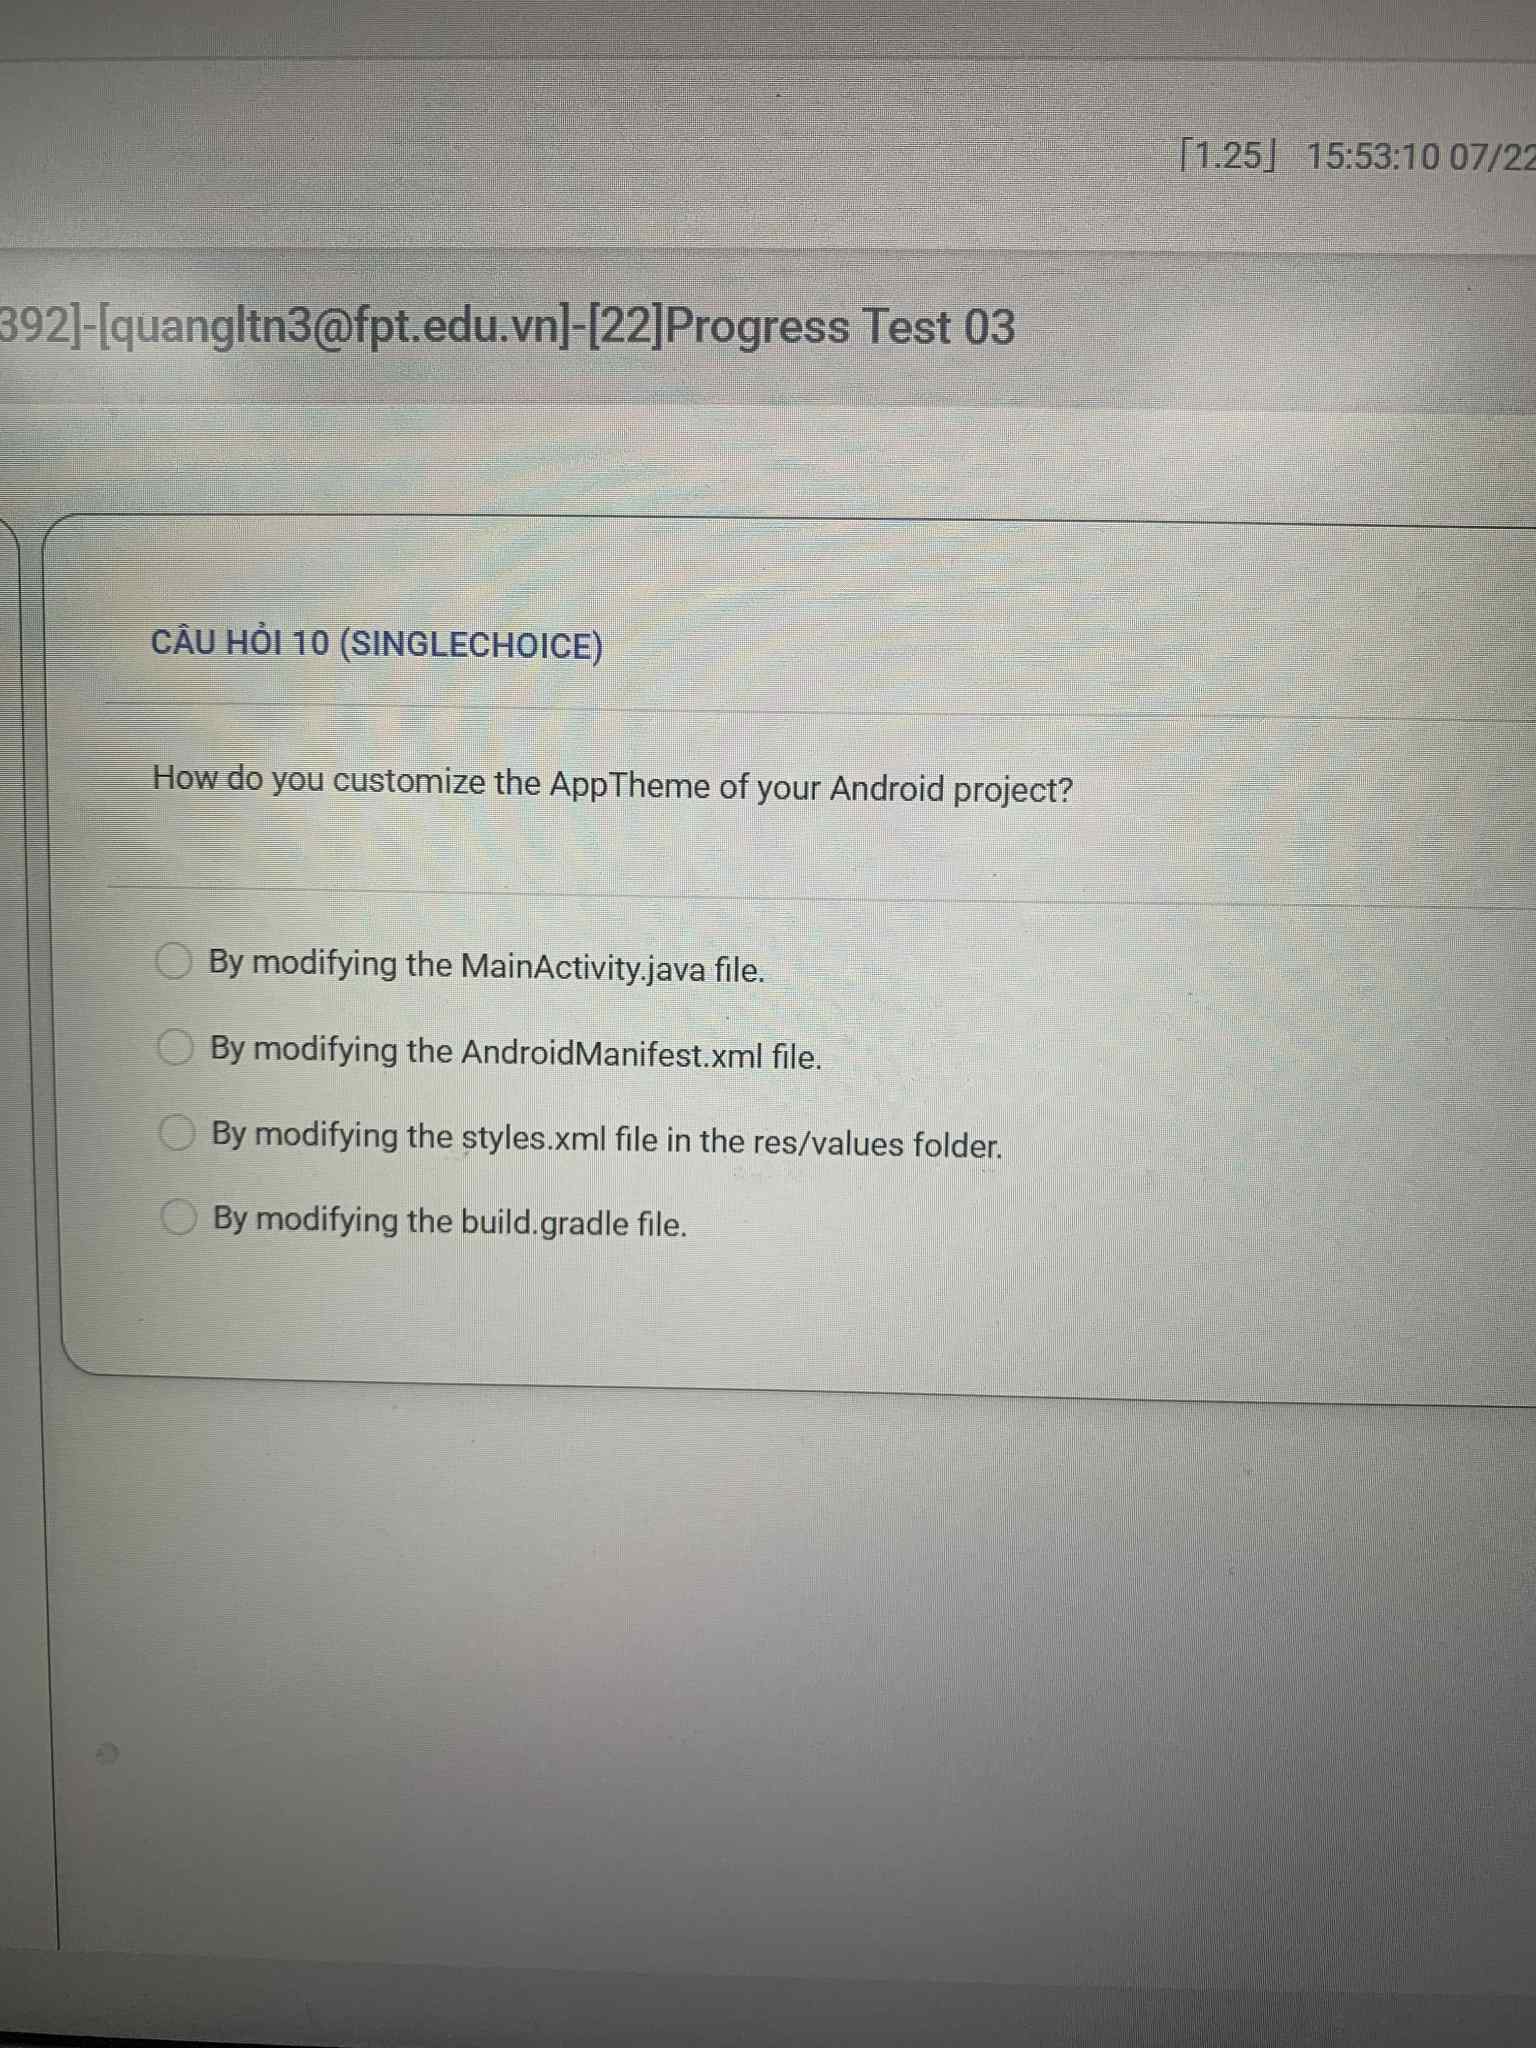 ⌈1.25⌋ 15:53:10 07/22
392]-[quangltn3@fpt.edu.vn]-[22]Progress Test 03
CÂU HỎI 10 (SINGLECHOICE)
How do you customize the AppTheme of your Android project?
By modifying the MainActivity.java file.
By modifying the AndroidManifest.xml file.
By modifying the styles.xml file in the res/values folder.
By modifying the build.gradle file.